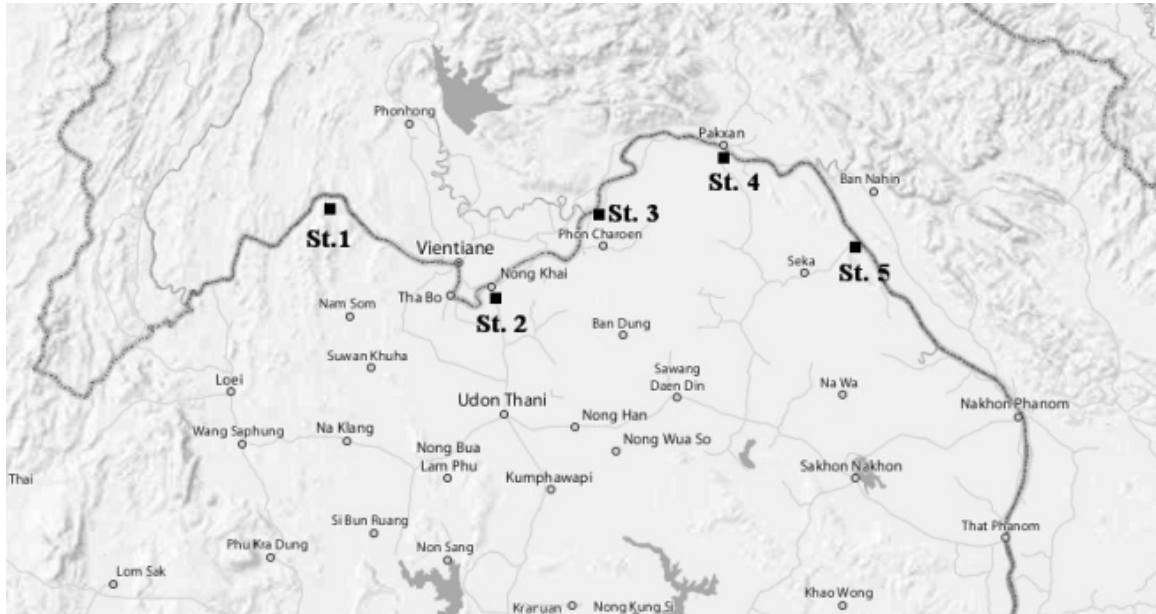 Phonhong
Pakxan
St. 4
Ban Nahin
St.1
St. 3
Phon Charoen
Vientiane
Seka
St. 5
Nong Khai
Tha Bo
St. 2
Nam Som
Ban Dung
Suwan Khuha
Loei
Sawang
Daen Din
Na Wa
Udon Thani
Nakhon Phanom
Nong Han
Wang Saphung
Na Klang
Nong Bua
Lam Phu
Nong Wua So
Thai
Kumphawapi
Sakhon Nakhon
Si Bun Ruang
That Phanom
Phu Kra Dung
Non Sang
Lom Sak
Kranuan
Nong Kung Si
Khao Wong